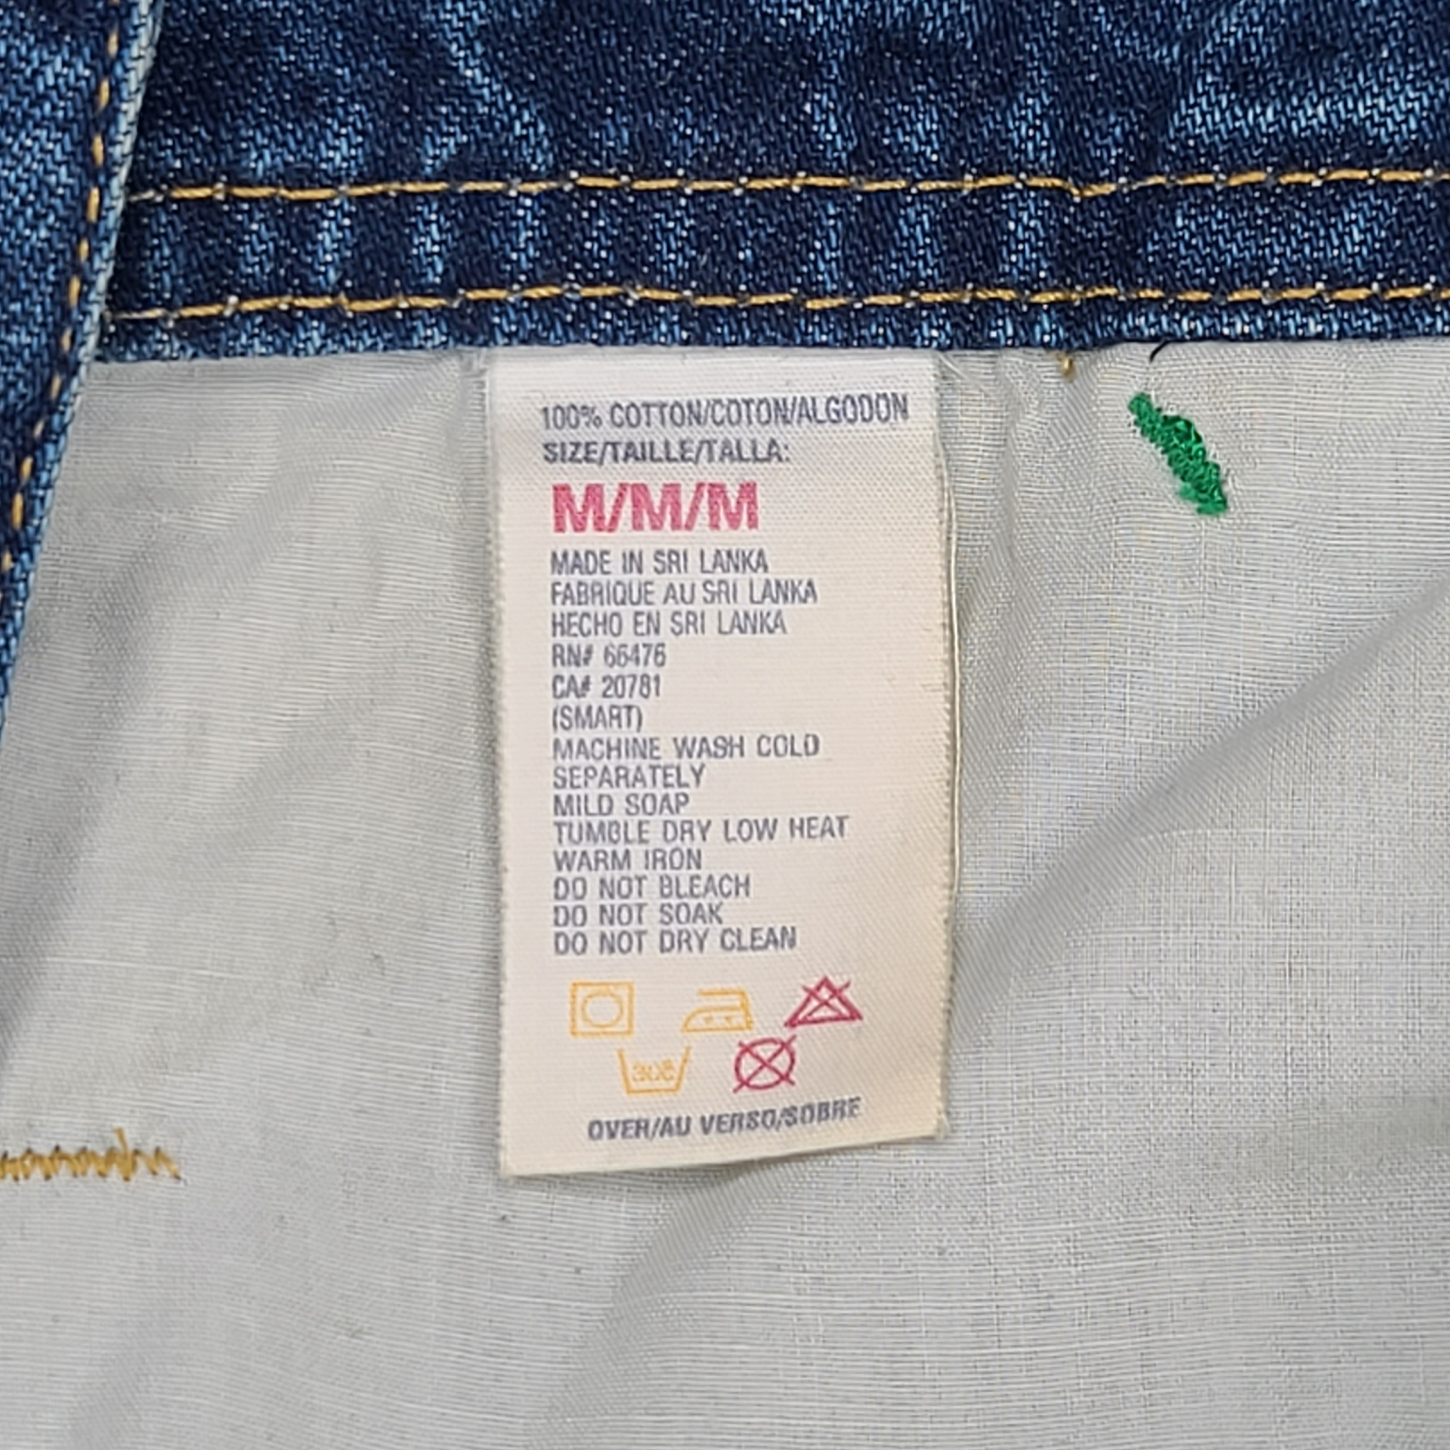 100% COTTON/COTON/ALGODON
SIZE/TAILLE/TALLA:
M/M/M
MADE IN SRI LANKA
FABRIQUE AU SRI LANKA
HECHO EN SRI LANKA
RN# 66476
CA# 20781
(SMART)
MACHINE WASH COLD
SEPARATELY
MILD SOAP
TUMBLE DRY LOW HEAT
WARM IRON
DO NOT BLEACH
DO NOT SOAK
DO NOT DRY CLEAN
OVER/AU VERSO/SOBRE